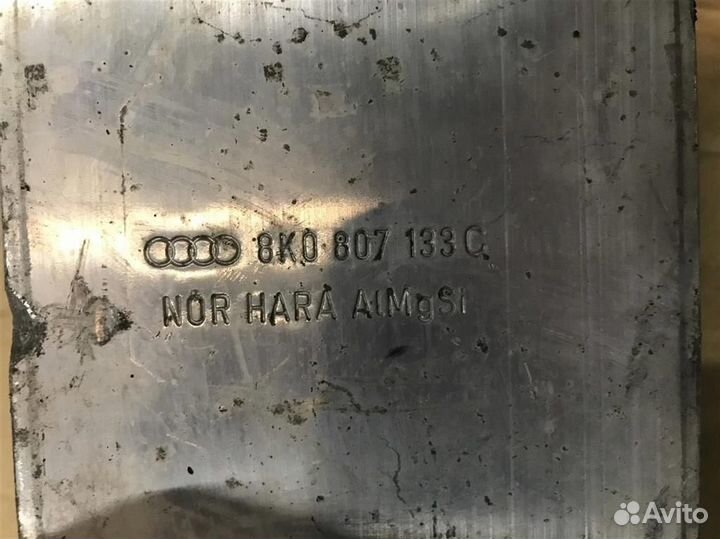 8K0 807 133 C
NOR HARA AlMgSi
Avito